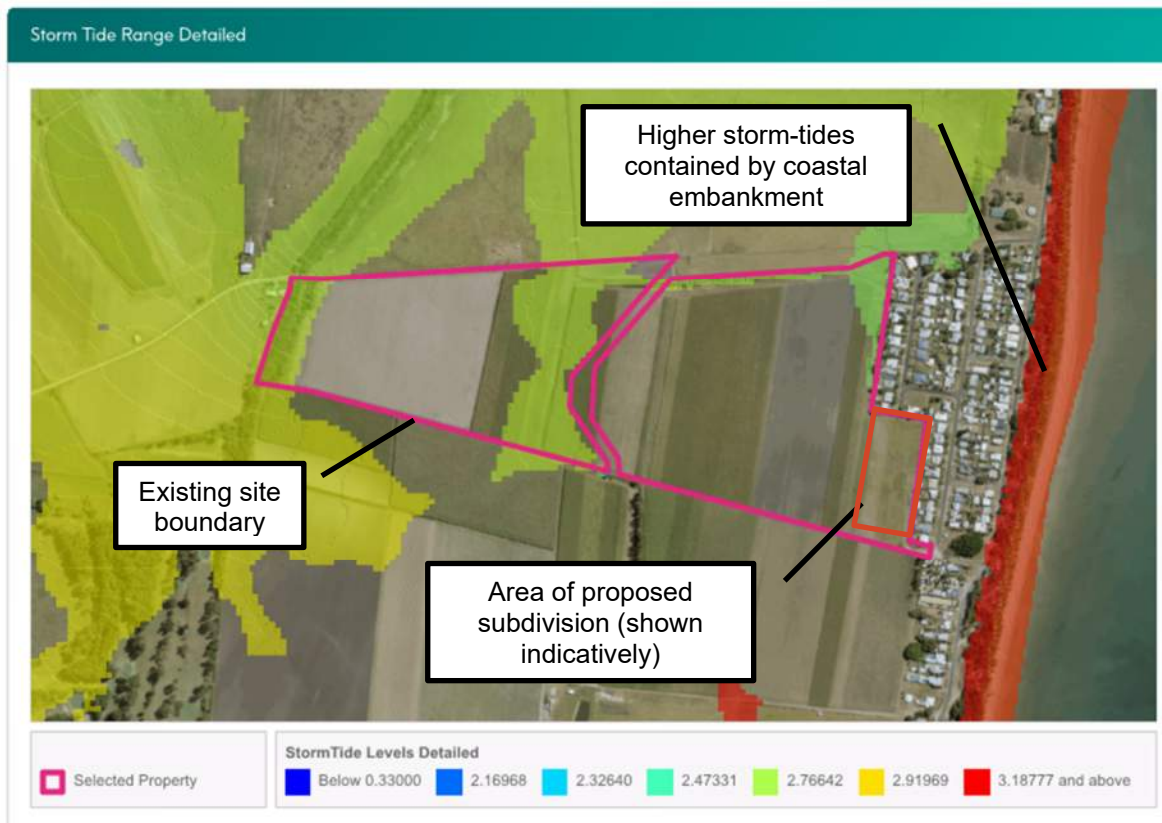 Storm Tide Range Detailed
Higher storm-tides
contained by coastal
embankment
Existing site
boundary
Area of proposed
subdivision (shown
indicatively)
Selected Property
StormTide Levels Detailed
Below 0.33000 2.16968 2.32640 2.47331 2.76642 2.91969 3.18777 and above